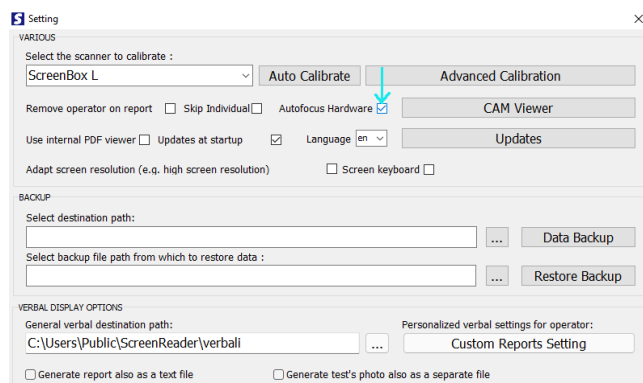 S Setting
VARIOUS
Select the scanner to calibrate :
ScreenBox L Auto Calibrate Advanced Calibration
Remove operator on report Skip Individual Autofocus Hardware CAM Viewer
Use internal PDF viewer Updates at startup Language en Updates
Adapt screen resolution (e.g. high screen resolution) Screen keyboard
BACKUP
Select destination path:
... Data Backup
Select backup file path from which to restore data :
... Restore Backup
VERBAL DISPLAY OPTIONS
General verbal destination path: Personalized verbal settings for operator:
C:\Users\Public\ScreenReader\verbali ... Custom Reports Setting
Generate report also as a text file Generate test's photo also as a separate file